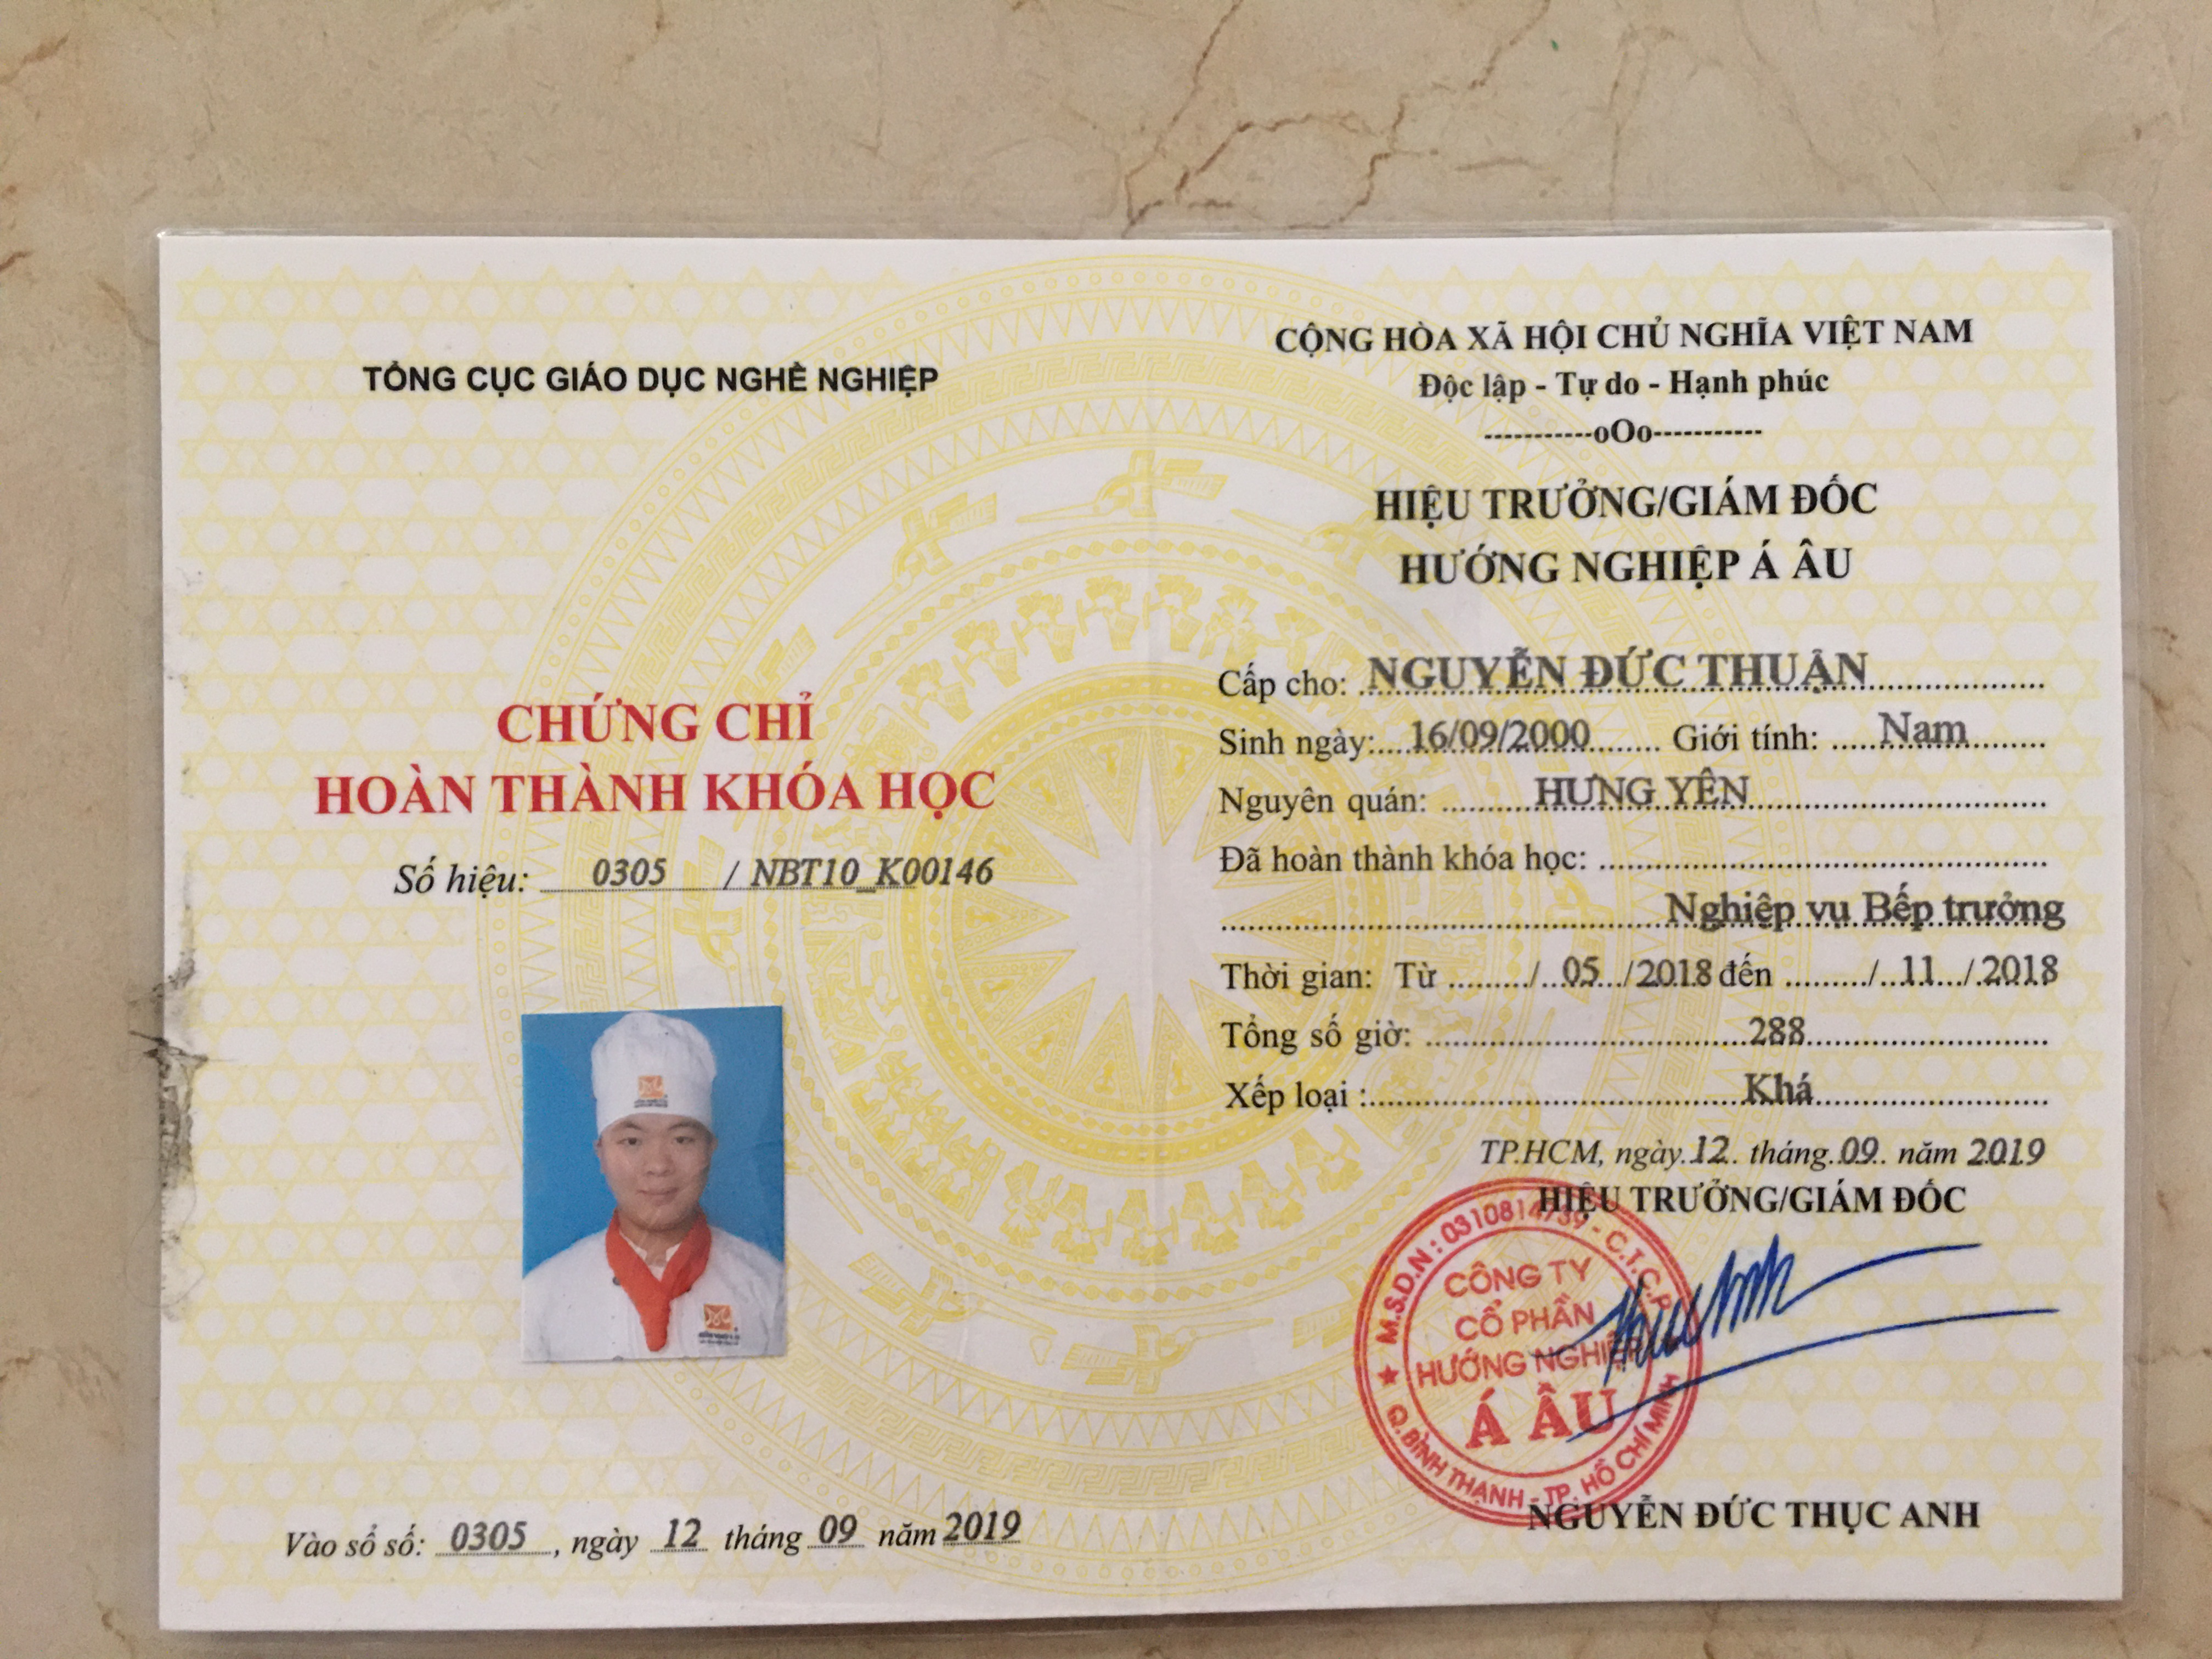 TỔNG CỤC GIÁO DỤC NGHỀ NGHIỆP
CHỨNG CHỈ
HOÀN THÀNH KHÓA HỌC
Số hiệu: 0305 / NBT10_K00146
Vào sổ số: 0305, ngày 12 tháng 09 năm 2019
CỘNG HÒA XÃ HỘI CHỦ NGHĨA VIỆT NAM
Độc lập - Tự do - Hạnh phúc
-----------oOo-----------
HIỆU TRƯỞNG/GIÁM ĐỐC
HƯỚNG NGHIỆP Á ÂU
Cấp cho: NGUYỄN ĐỨC THUẬN
Sinh ngày: 16/09/2000 Giới tính: Nam
Nguyên quán: HƯNG YÊN
Đã hoàn thành khóa học:
Nghiệp vụ Bếp trưởng
Thời gian: Từ ........./...05.../2018 đến ........./...11.../.2018
Tổng số giờ: 288
Xếp loại : Khá
TP.HCM, ngày 12 tháng 09 năm 2019
HIỆU TRƯỞNG/GIÁM ĐỐC
M.S.D.N : 0310814739 - C.T.C.P
CÔNG TY
CỔ PHẦN
HƯỚNG NGHIỆP
Á ÂU
Q.BÌNH THẠNH - TP. HỒ CHÍ MINH
NGUYỄN ĐỨC THỤC ANH